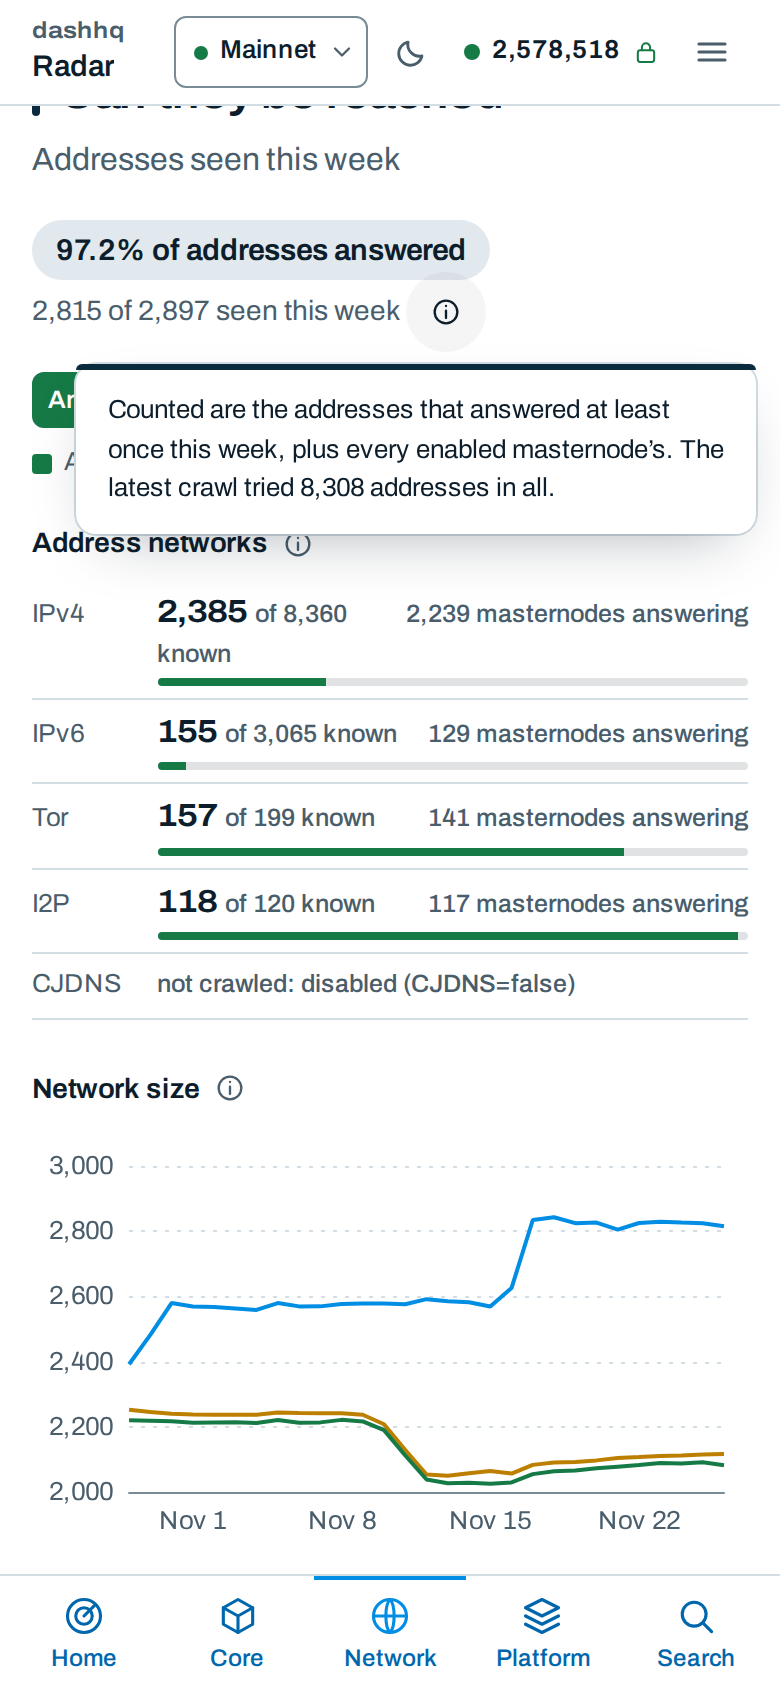 dashhq
Radar
Mainnet
2,578,518
Addresses seen this week
97.2% of addresses answered
2,815 of 2,897 seen this week
Counted are the addresses that answered at least
once this week, plus every enabled masternode’s. The
latest crawl tried 8,308 addresses in all.
Address networks
IPv4 2,385 of 8,360 known 2,239 masternodes answering
IPv6 155 of 3,065 known 129 masternodes answering
Tor 157 of 199 known 141 masternodes answering
I2P 118 of 120 known 117 masternodes answering
CJDNS not crawled: disabled (CJDNS=false)
Network size
3,000
2,800
2,600
2,400
2,200
2,000
Nov 1 Nov 8 Nov 15 Nov 22
Home Core Network Platform Search